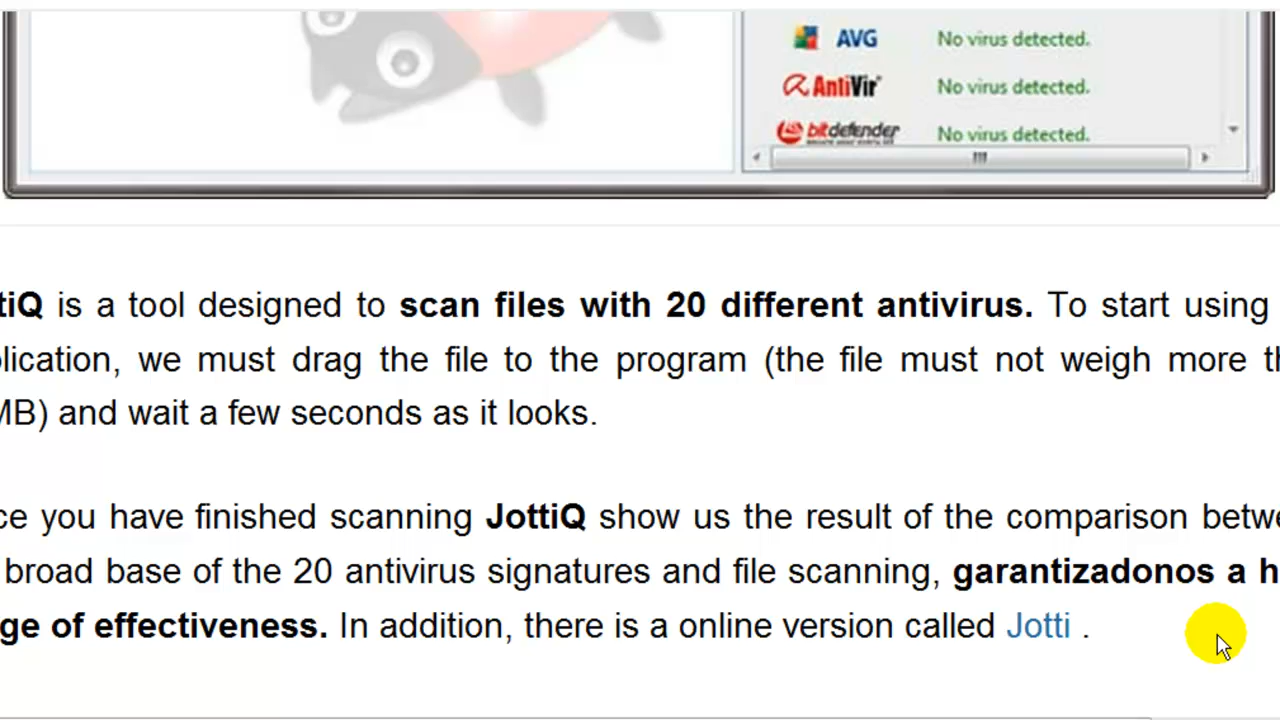 AVG No virus detected.
AntiVir No virus detected.
bitdefender No virus detected.
tiQ is a tool designed to scan files with 20 different antivirus. To start using
lication, we must drag the file to the program (the file must not weigh more th
MB) and wait a few seconds as it looks.
ce you have finished scanning JottiQ show us the result of the comparison betwe
broad base of the 20 antivirus signatures and file scanning, garantizadonos a h
ge of effectiveness. In addition, there is a online version called Jotti .